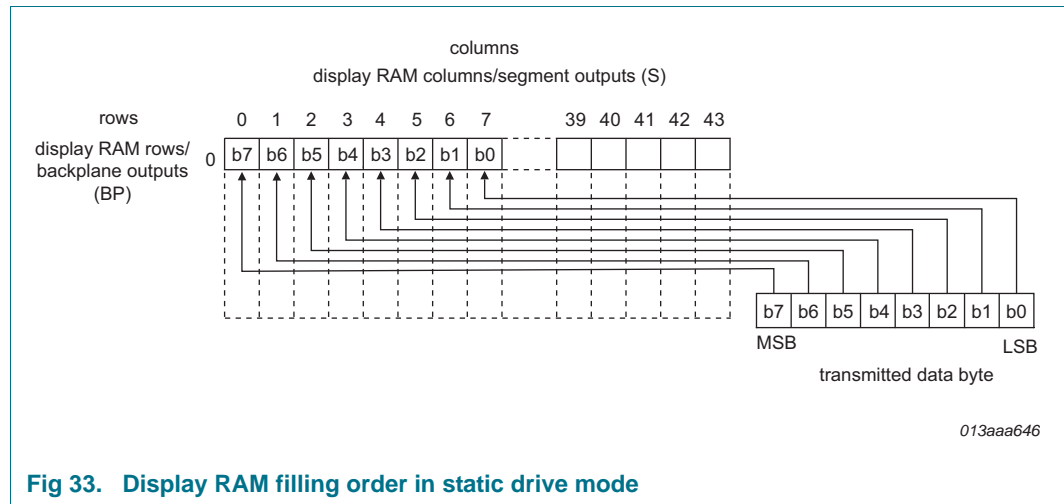 columns
display RAM columns/segment outputs (S)
rows 0 1 2 3 4 5 6 7 39 40 41 42 43
display RAM rows/
backplane outputs
(BP)
0 b7 b6 b5 b4 b3 b2 b1 b0
b7 b6 b5 b4 b3 b2 b1 b0
MSB LSB
transmitted data byte
013aaa646
Fig 33. Display RAM filling order in static drive mode